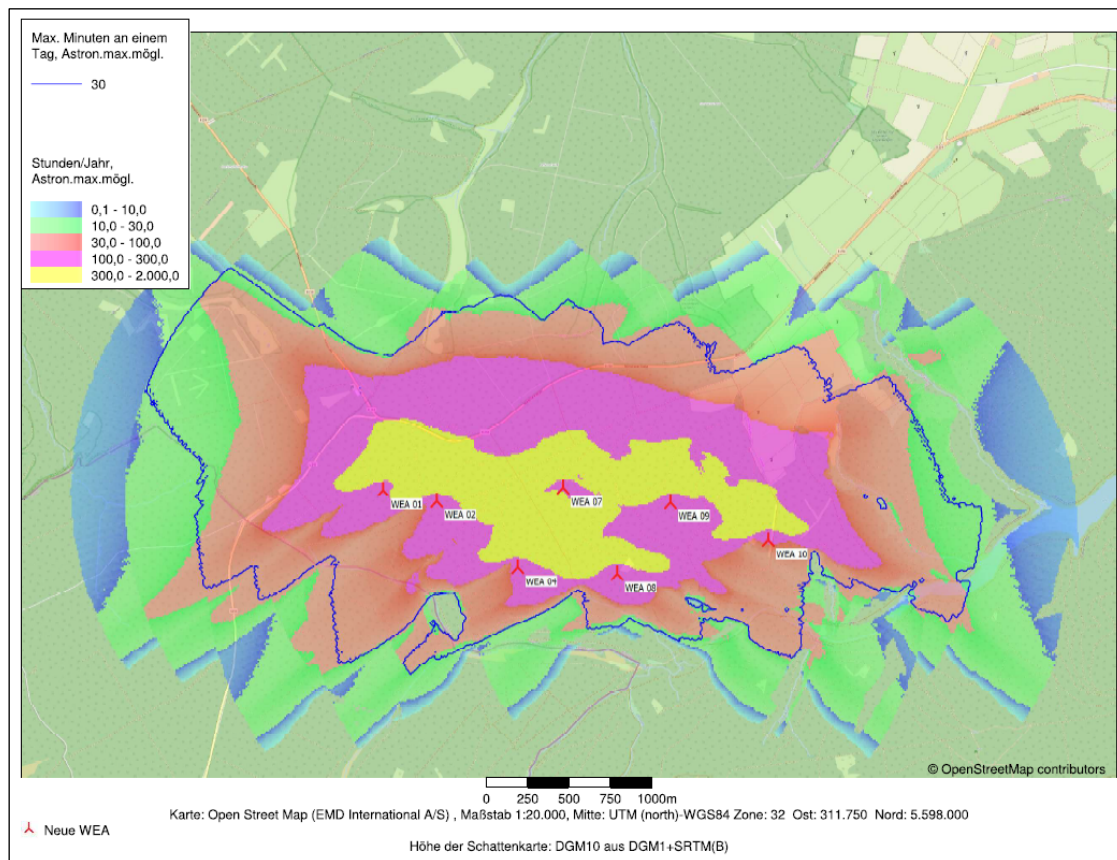 Max. Minuten an einem
Tag, Astron.max.mögl.
30
Stunden/Jahr,
Astron.max.mögl.
0,1 - 10,0
10,0 - 30,0
30,0 - 100,0
100,0 - 300,0
300,0 - 2.000,0
WEA 01
WEA 02
WEA 07
WEA 09
WEA 10
WEA 04
WEA 08
© OpenStreetMap contributors
0 250 500 750 1000m
Karte: Open Street Map (EMD International A/S) , Maßstab 1:20.000, Mitte: UTM (north)-WGS84 Zone: 32 Ost: 311.750 Nord: 5.598.000
Neue WEA
Höhe der Schattenkarte: DGM10 aus DGM1+SRTM(B)